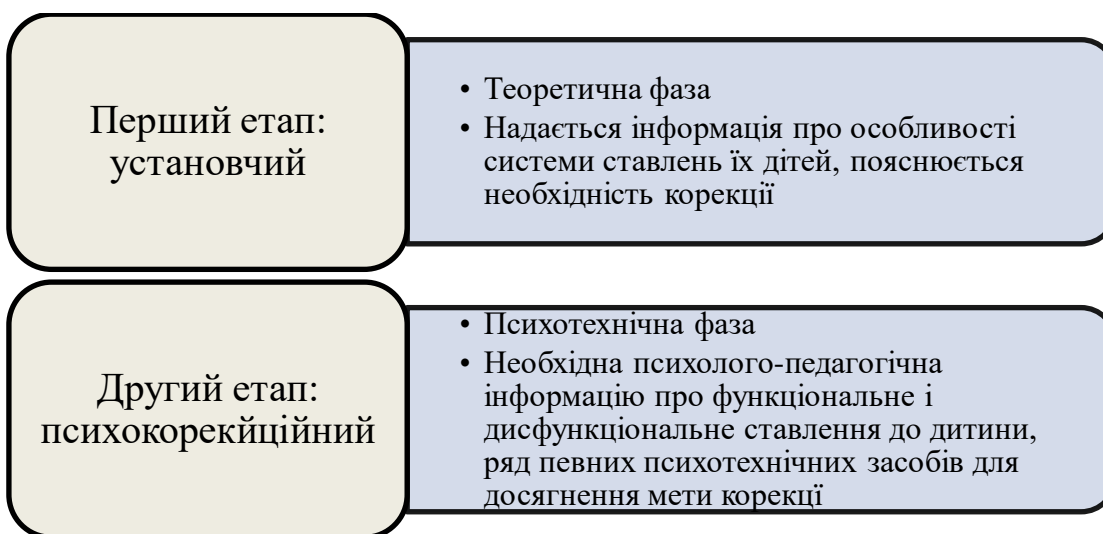 Перший етап:
установчий
• Теоретична фаза
• Надається інформація про особливості
системи ставлень їх дітей, пояснюється
необхідність корекції
Другий етап:
психокорекйційний
• Психотехнічна фаза
• Необхідна психолого-педагогічна
інформацію про функціональне і
дисфункціональне ставлення до дитини,
ряд певних психотехнічних засобів для
досягнення мети корекції